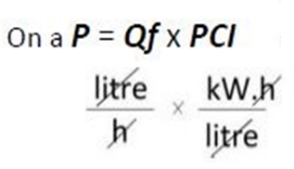 On a P = Qf x PCI
litre/h × kW.h/litre